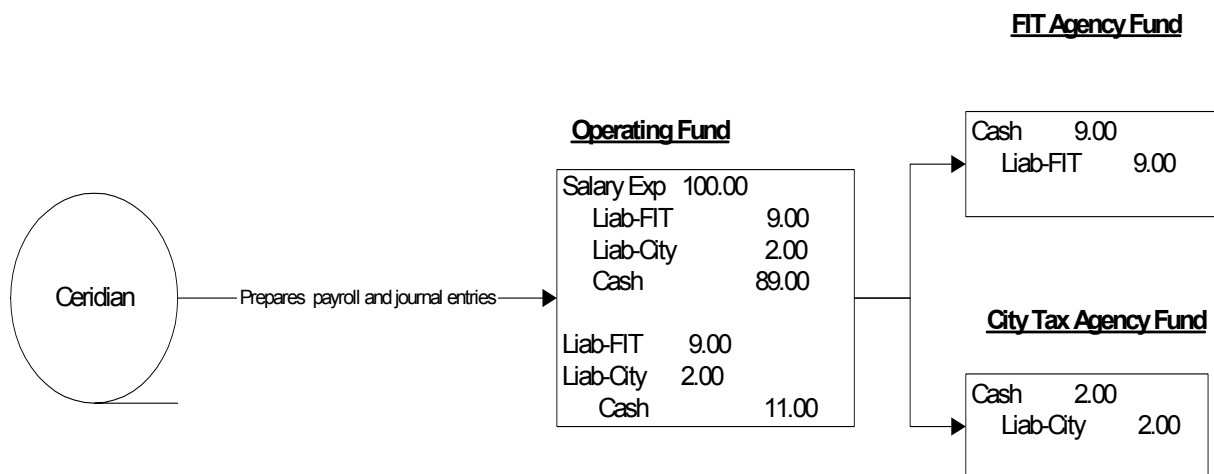 FIT Agency Fund
Cash 9.00
Liab-FIT 9.00
Operating Fund
Salary Exp 100.00
Liab-FIT 9.00
Liab-City 2.00
Cash 89.00
Liab-FIT 9.00
Liab-City 2.00
Cash 11.00
Ceridian
Prepares payroll and journal entries
City Tax Agency Fund
Cash 2.00
Liab-City 2.00